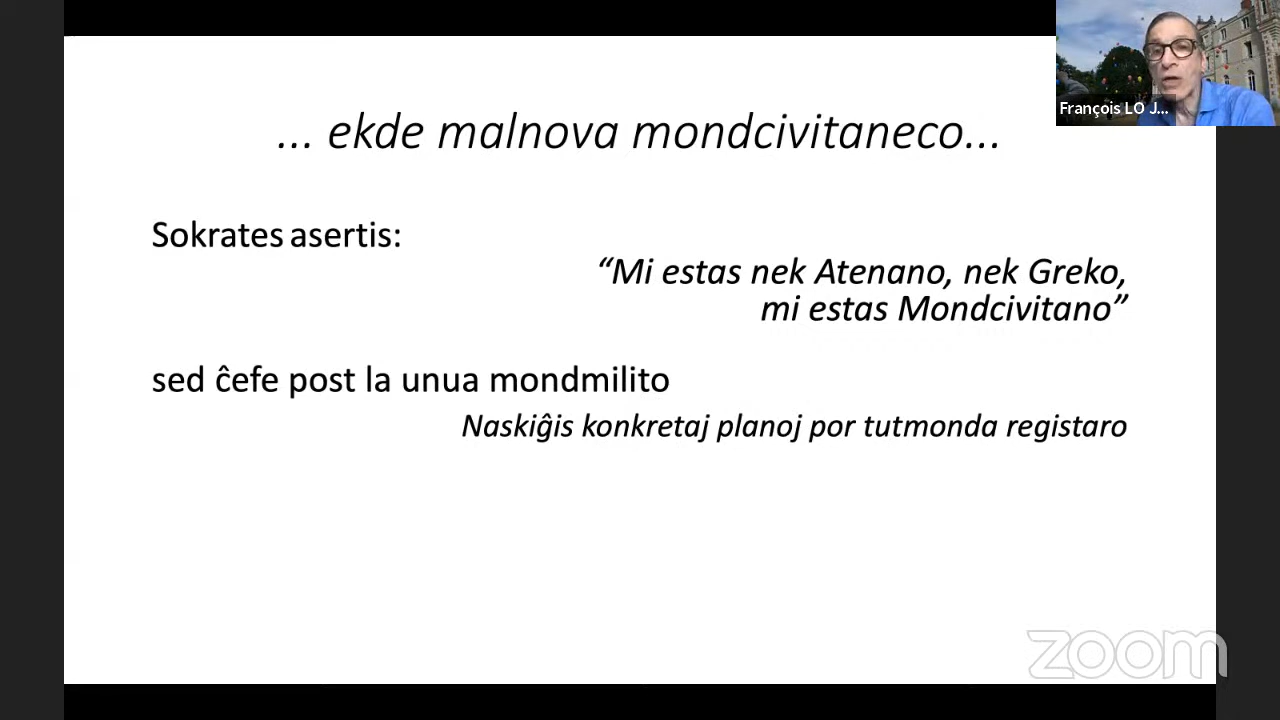 ... ekde malnova mondcivitaneco...
François LO J...
Sokrates asertis:
“Mi estas nek Atenano, nek Greko,
mi estas Mondcivitano”
sed ĉefe post la unua mondmilito
Naskiĝis konkretaj planoj por tutmonda registaro
zoom